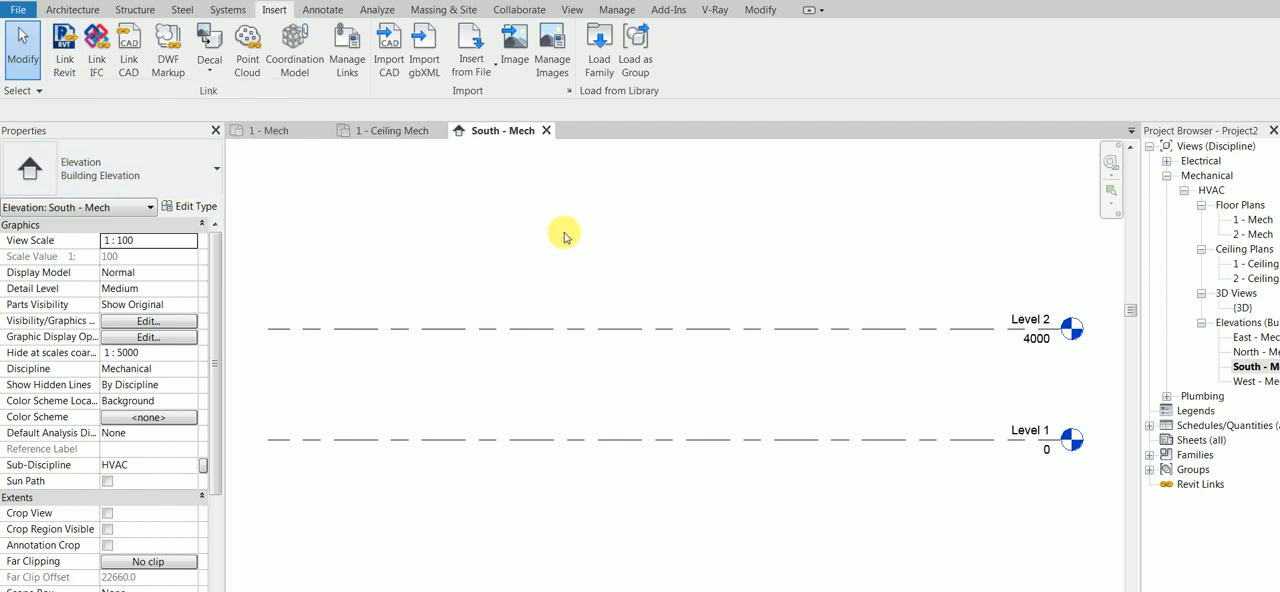 File Architecture Structure Steel Systems Insert Annotate Analyze Massing & Site Collaborate View Manage Add-Ins V-Ray Modify
Modify
Link Revit
Link IFC
Link CAD
DWF Markup
Decal
Point Cloud
Coordination Model
Manage Links
Import CAD
Import gbXML
Insert from File
Image
Manage Images
Load Family
Load as Group
Select
Link
Import
Load from Library
Properties
1 - Mech
1 - Ceiling Mech
South - Mech
Project Browser - Project2
Elevation
Building Elevation
Elevation: South - Mech
Edit Type
Graphics
View Scale 1 : 100
Scale Value 1: 100
Display Model Normal
Detail Level Medium
Parts Visibility Show Original
Visibility/Graphics ... Edit...
Graphic Display Op... Edit...
Hide at scales coar... 1 : 5000
Discipline Mechanical
Show Hidden Lines By Discipline
Color Scheme Loca... Background
Color Scheme <none>
Default Analysis Di... None
Reference Label
Sub-Discipline HVAC
Sun Path
Extents
Crop View
Crop Region Visible
Annotation Crop
Far Clipping No clip
Far Clip Offset 22660.0
Level 2
4000
Level 1
0
Views (Discipline)
Electrical
Mechanical
HVAC
Floor Plans
1 - Mech
2 - Mech
Ceiling Plans
1 - Ceiling
2 - Ceiling
3D Views
{3D}
Elevations (Bu
East - Mec
North - Me
South - M
West - Me
Plumbing
Legends
Schedules/Quantities (
Sheets (all)
Families
Groups
Revit Links